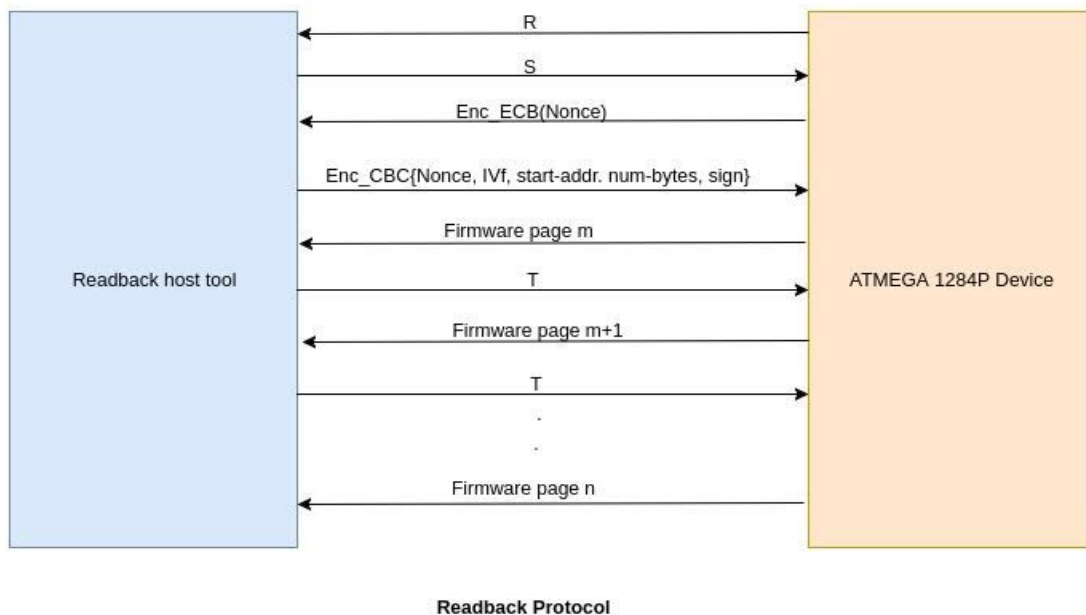 R
S
Enc_ECB(Nonce)
Enc_CBC{Nonce, IVf, start-addr. num-bytes, sign}
Firmware page m
Readback host tool
T
ATMEGA 1284P Device
Firmware page m+1
T
.
.
Firmware page n
Readback Protocol